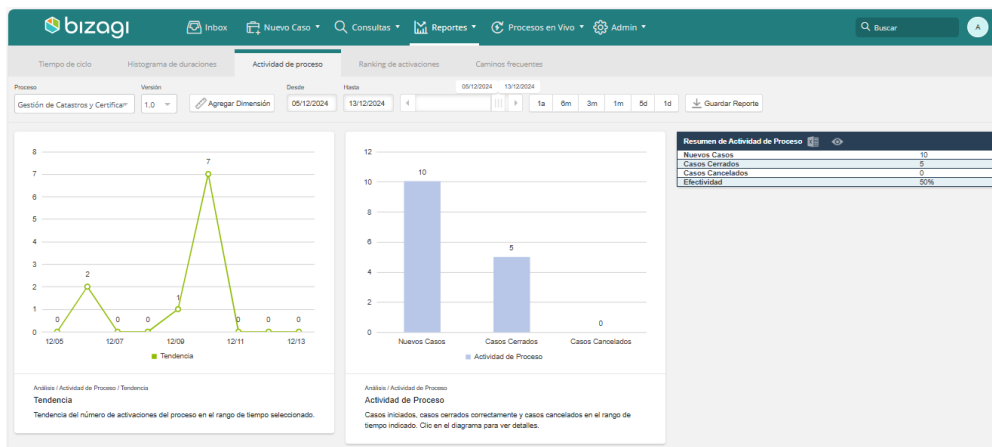 bizagi
Inbox
Nuevo Caso
Consultas
Reportes
Procesos en Vivo
Admin
Buscar
A
Tiempo de ciclo
Histograma de duraciones
Actividad de proceso
Ranking de activaciones
Caminos frecuentes
Proceso
Versión
Desde
Hasta
05/12/2024 13/12/2024
Gestión de Catastros y Certificar
1.0
Agregar Dimensión
05/12/2024
13/12/2024
1a 6m 3m 1m 5d 1d
Guardar Reporte
8
7
6
5
4
3
2
1
0
0
2
0
0
1
7
0
0
0
12/05 12/07 12/09 12/11 12/13
Tendencia
Análisis / Actividad de Proceso / Tendencia
Tendencia
Tendencia del número de activaciones del proceso en el rango de tiempo seleccionado.
12
10
8
6
4
2
0
10
5
0
Nuevos Casos Casos Cerrados Casos Cancelados
Actividad de Proceso
Análisis / Actividad de Proceso
Actividad de Proceso
Casos iniciados, casos cerrados correctamente y casos cancelados en el rango de
tiempo indicado. Clic en el diagrama para ver detalles.
Resumen de Actividad de Proceso
Nuevos Casos 10
Casos Cerrados 5
Casos Cancelados 0
Efectividad 50%